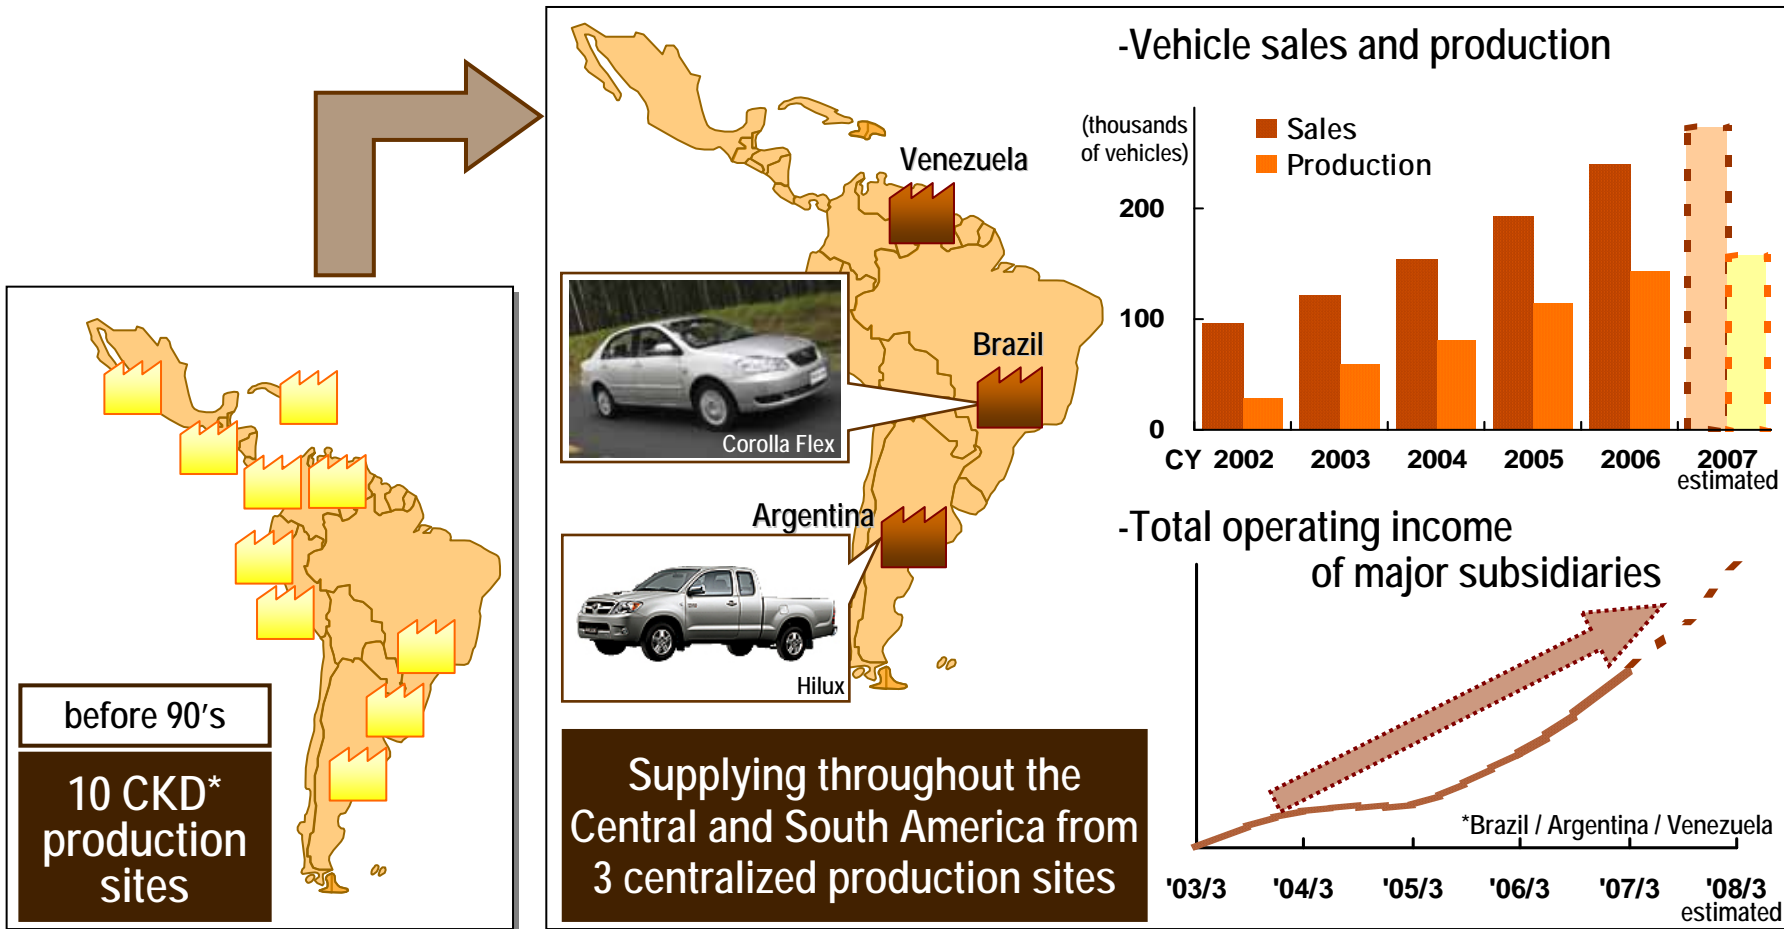 before 90's
10 CKD*
production
sites
Venezuela
Brazil
Corolla Flex
Argentina
Hilux
Supplying throughout the
Central and South America from
3 centralized production sites
-Vehicle sales and production
(thousands
of vehicles)
Sales
Production
200
100
0
CY 2002 2003 2004 2005 2006 2007
estimated
-Total operating income
of major subsidiaries
*Brazil / Argentina / Venezuela
'03/3 '04/3 '05/3 '06/3 '07/3 '08/3
estimated